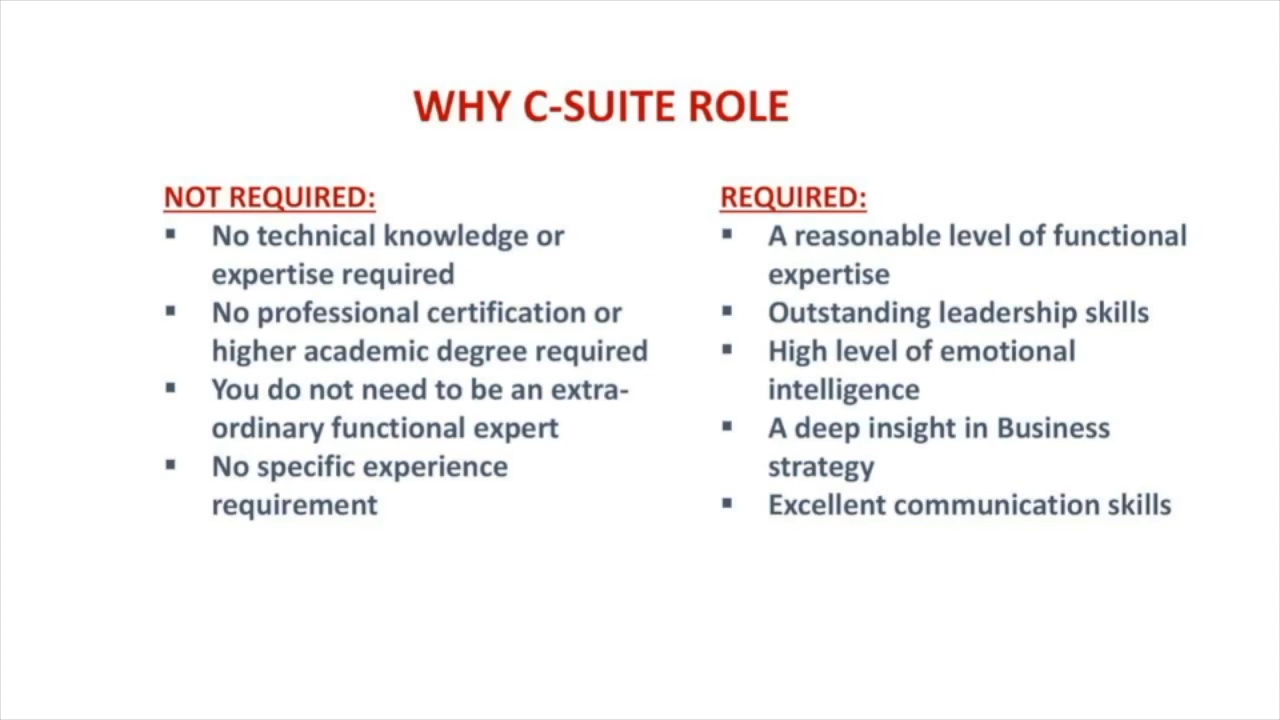 WHY C-SUITE ROLE
NOT REQUIRED:
▪ No technical knowledge or
expertise required
▪ No professional certification or
higher academic degree required
▪ You do not need to be an extra-
ordinary functional expert
▪ No specific experience
requirement
REQUIRED:
▪ A reasonable level of functional
expertise
▪ Outstanding leadership skills
▪ High level of emotional
intelligence
▪ A deep insight in Business
strategy
▪ Excellent communication skills